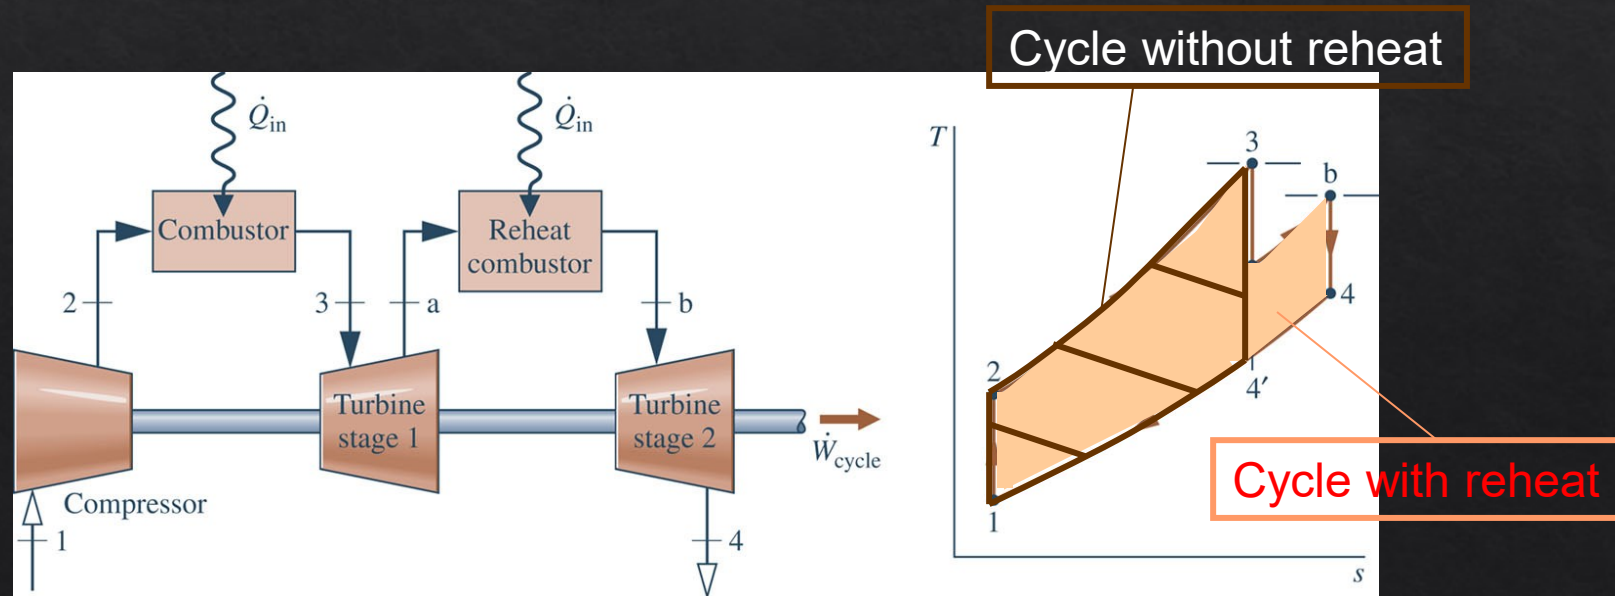 Cycle without reheat
Q̇in
Q̇in
Combustor
Reheat
combustor
2
3
a
b
Turbine
stage 1
Turbine
stage 2
Ẇcycle
Compressor
1
4
T
3
b
2
4
4′
1
s
Cycle with reheat